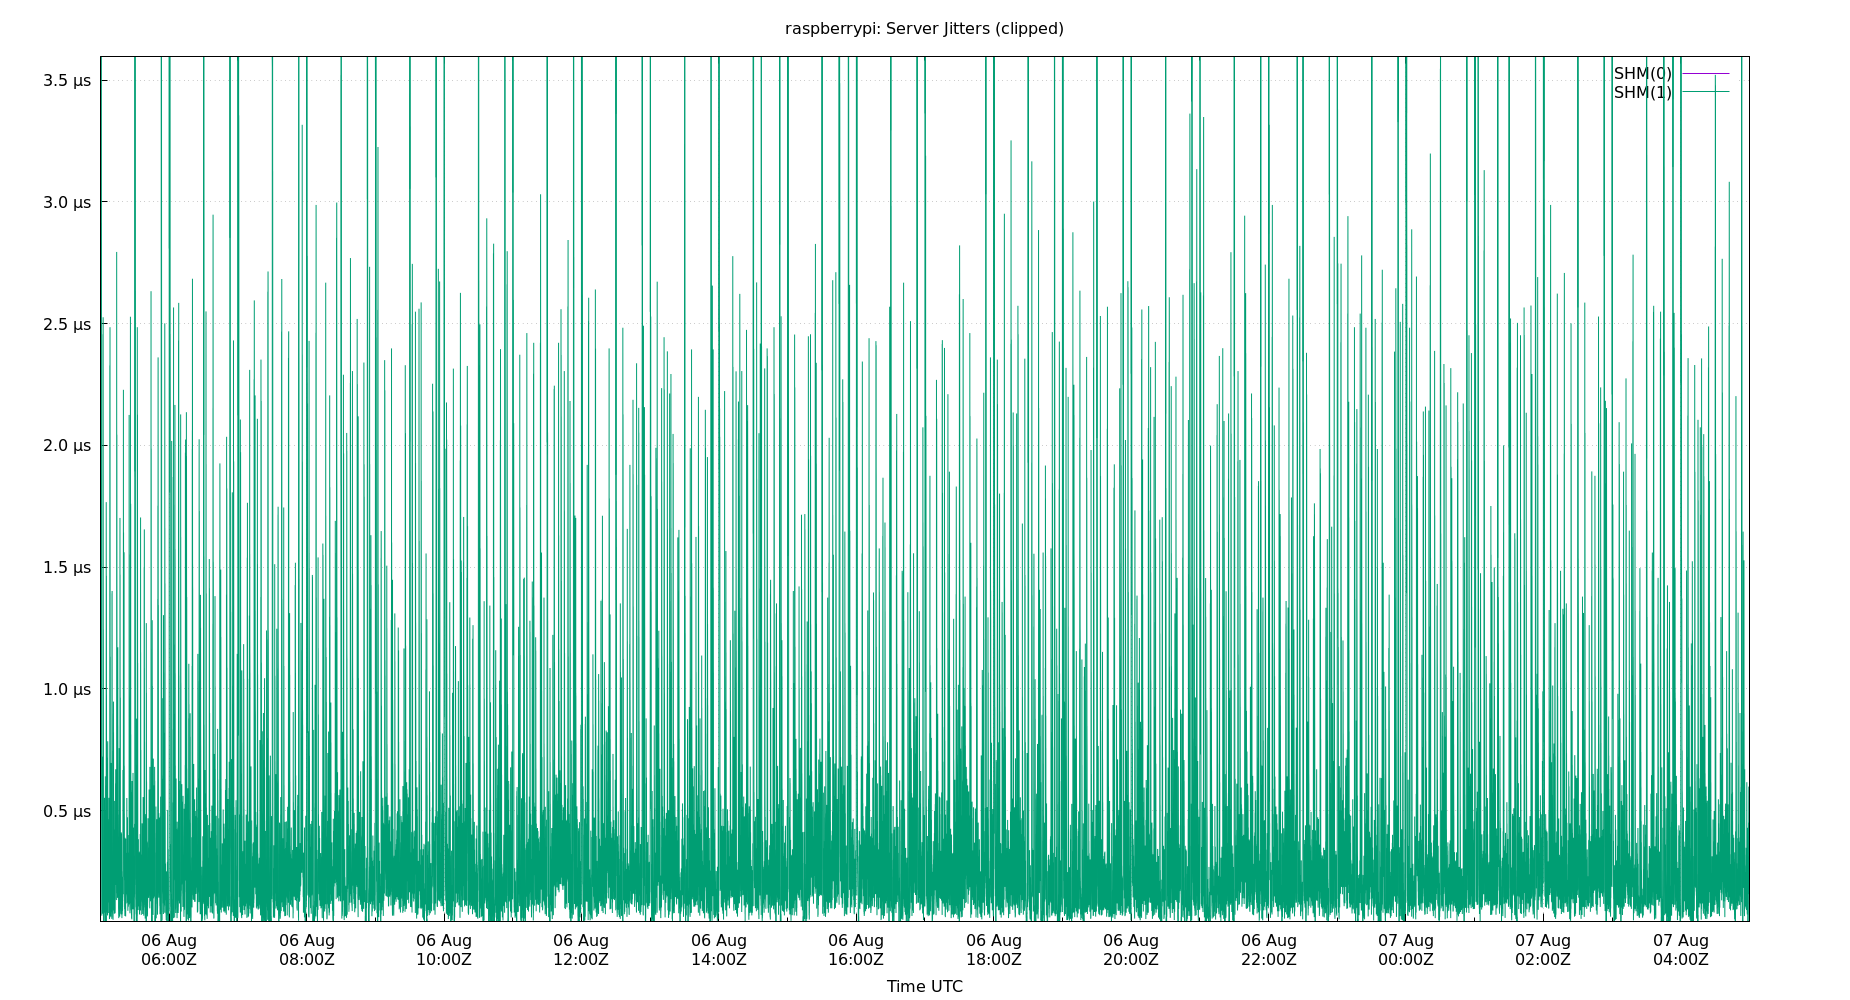 raspberrypi: Server Jitters (clipped)
SHM(0)
SHM(1)
3.5 µs
3.0 µs
2.5 µs
2.0 µs
1.5 µs
1.0 µs
0.5 µs
06 Aug 06 Aug 06 Aug 06 Aug 06 Aug 06 Aug 06 Aug 06 Aug 06 Aug 07 Aug 07 Aug 07 Aug
06:00Z 08:00Z 10:00Z 12:00Z 14:00Z 16:00Z 18:00Z 20:00Z 22:00Z 00:00Z 02:00Z 04:00Z
Time UTC